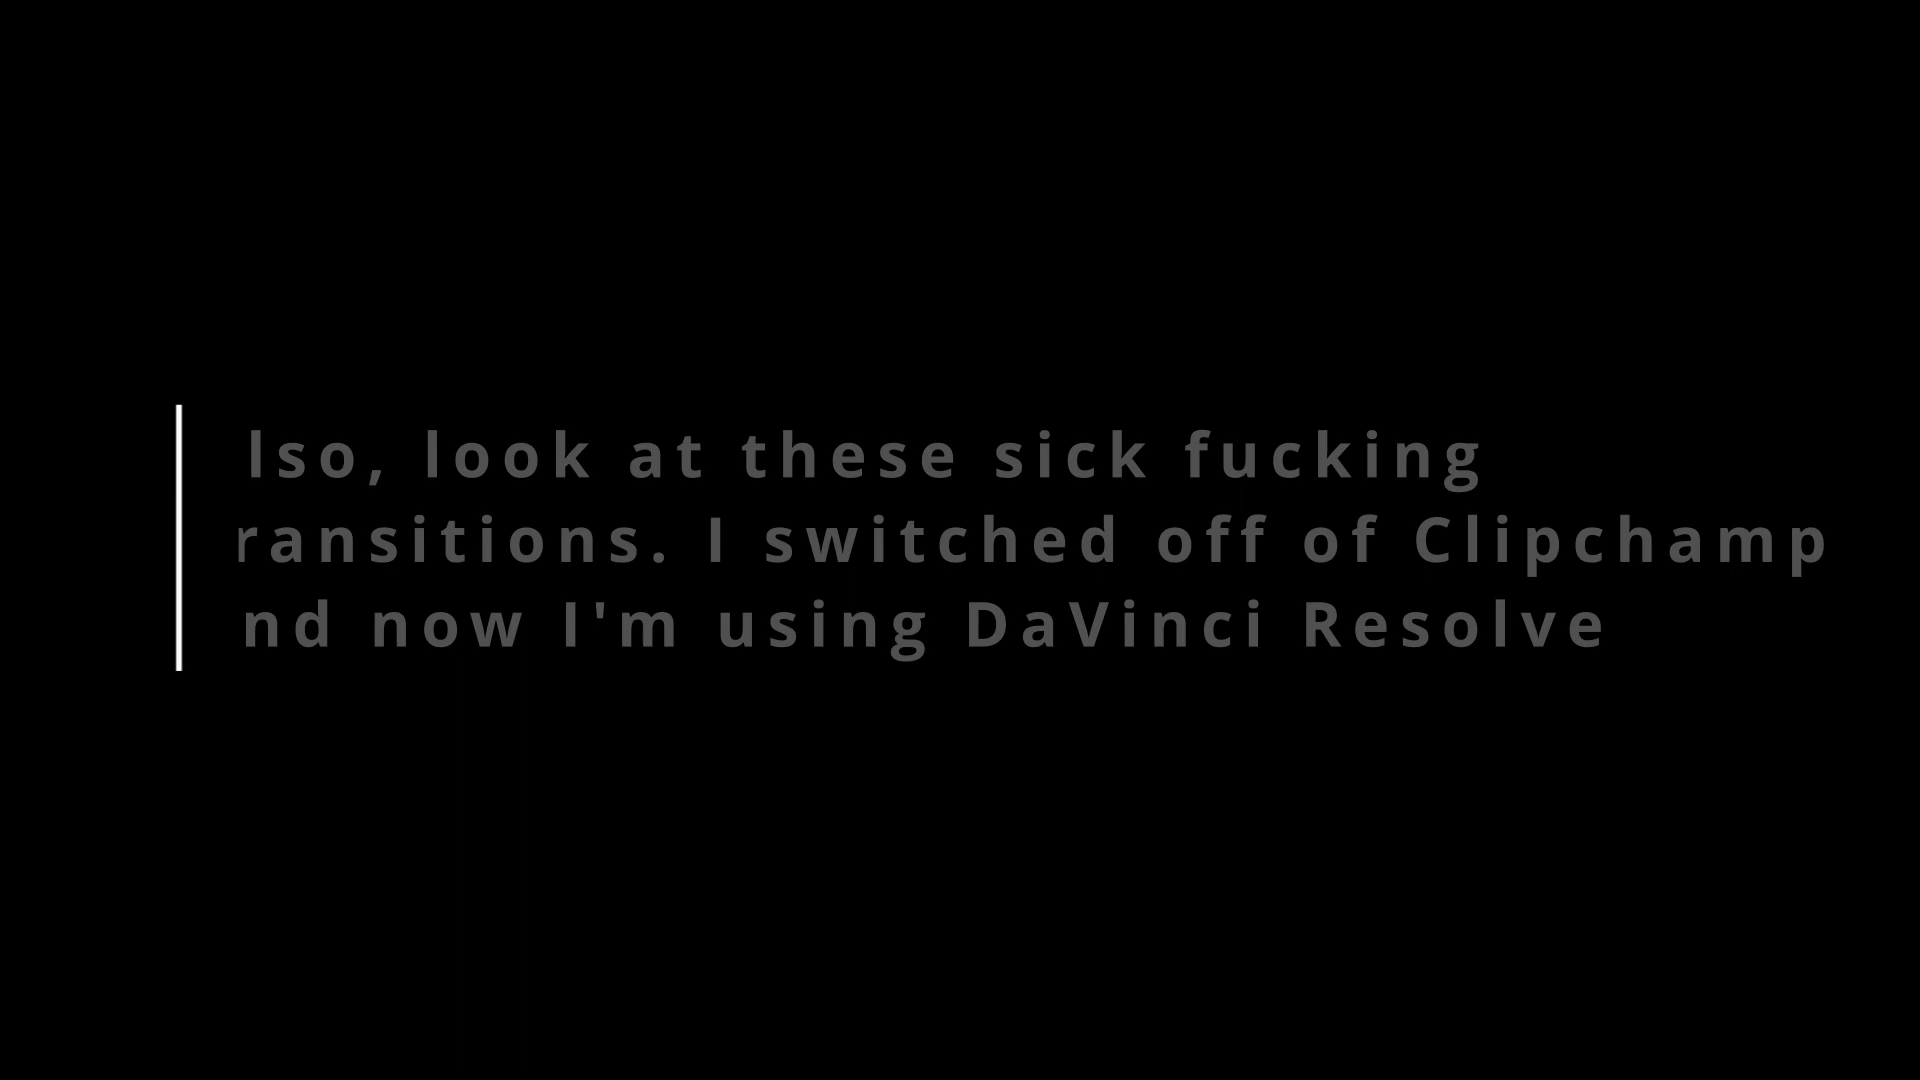 lso, look at these sick fucking
ransitions. I switched off of Clipchamp
nd now I'm using DaVinci Resolve